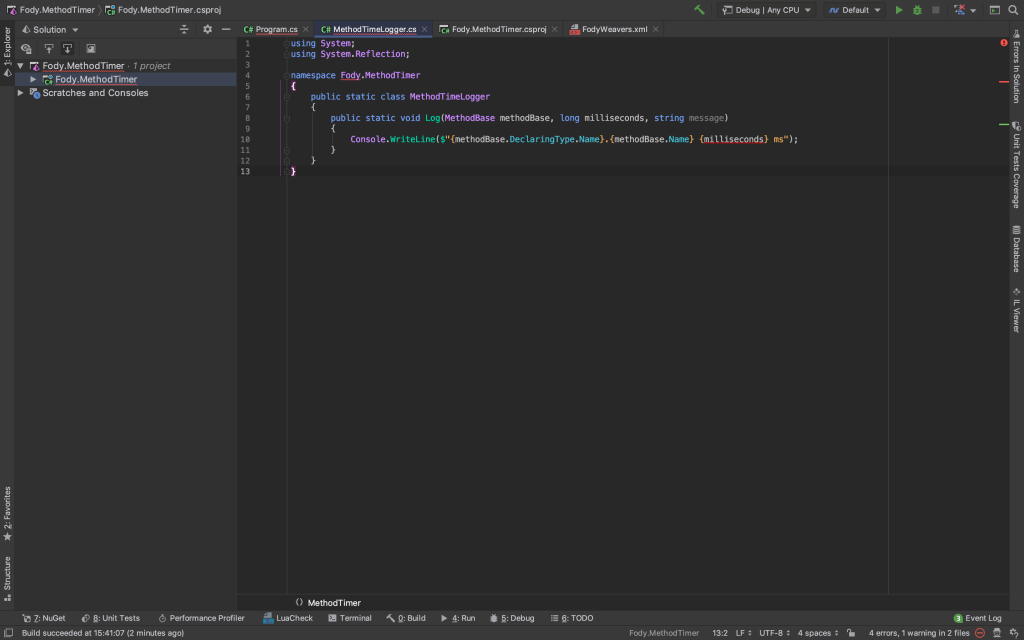 Fody.MethodTimer Fody.MethodTimer.csproj Debug | Any CPU Default
Solution
C# Program.cs C# MethodTimeLogger.cs Fody.MethodTimer.csproj FodyWeavers.xml
Explorer
Fody.MethodTimer · 1 project
Fody.MethodTimer
Scratches and Consoles
1 using System;
2 using System.Reflection;
3
4 namespace Fody.MethodTimer
5 {
6 public static class MethodTimeLogger
7 {
8 public static void Log(MethodBase methodBase, long milliseconds, string message)
9 {
10 Console.WriteLine($"{methodBase.DeclaringType.Name}.{methodBase.Name} {milliseconds} ms");
11 }
12 }
13 }
Errors In Solution
Unit Tests Coverage
Database
IL Viewer
2: Favorites
Structure
MethodTimer
7: NuGet 8: Unit Tests Performance Profiler LuaCheck Terminal 0: Build 4: Run 5: Debug 6: TODO 3 Event Log
Build succeeded at 15:41:07 (2 minutes ago) Fody.MethodTimer 13:2 LF UTF-8 4 spaces 4 errors, 1 warning in 2 files